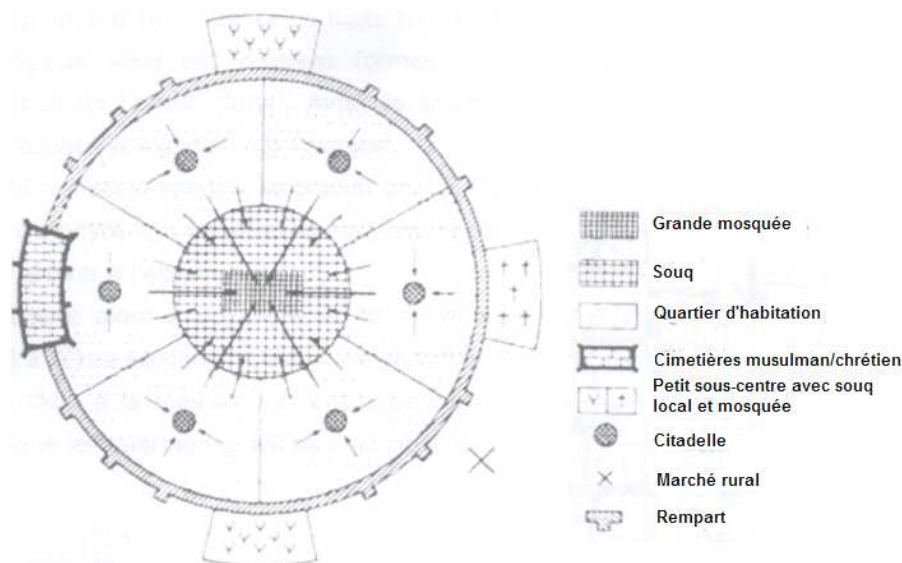 Grande mosquée
Souq
Quartier d'habitation
Cimetières musulman/chrétien
Petit sous-centre avec souq
local et mosquée
Citadelle
Marché rural
Rempart